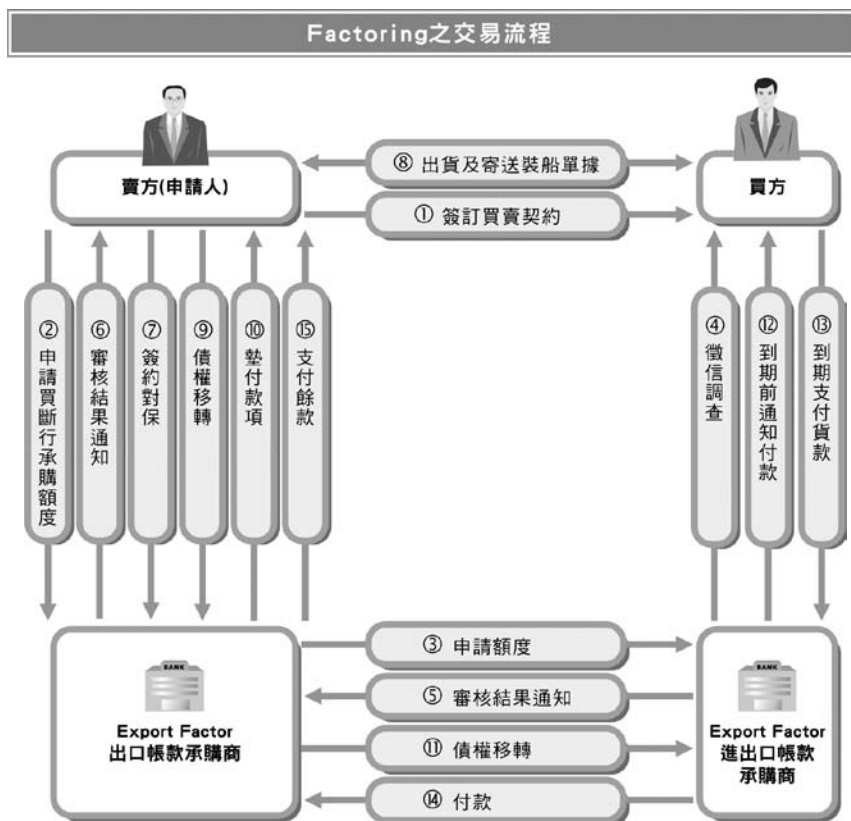 Factoring之交易流程
賣方(申請人)
買方
⑧ 出貨及寄送裝船單據
① 簽訂買賣契約
② 申請買斷行承購額度
⑥ 審核結果通知
⑦ 簽約對保
⑨ 債權移轉
⑩ 墊付款項
⑮ 支付餘款
④ 徵信調查
⑫ 到期前通知付款
⑬ 到期支付貨款
③ 申請額度
⑤ 審核結果通知
⑪ 債權移轉
⑭ 付款
BANK
Export Factor
出口帳款承購商
BANK
Export Factor
進出口帳款
承購商